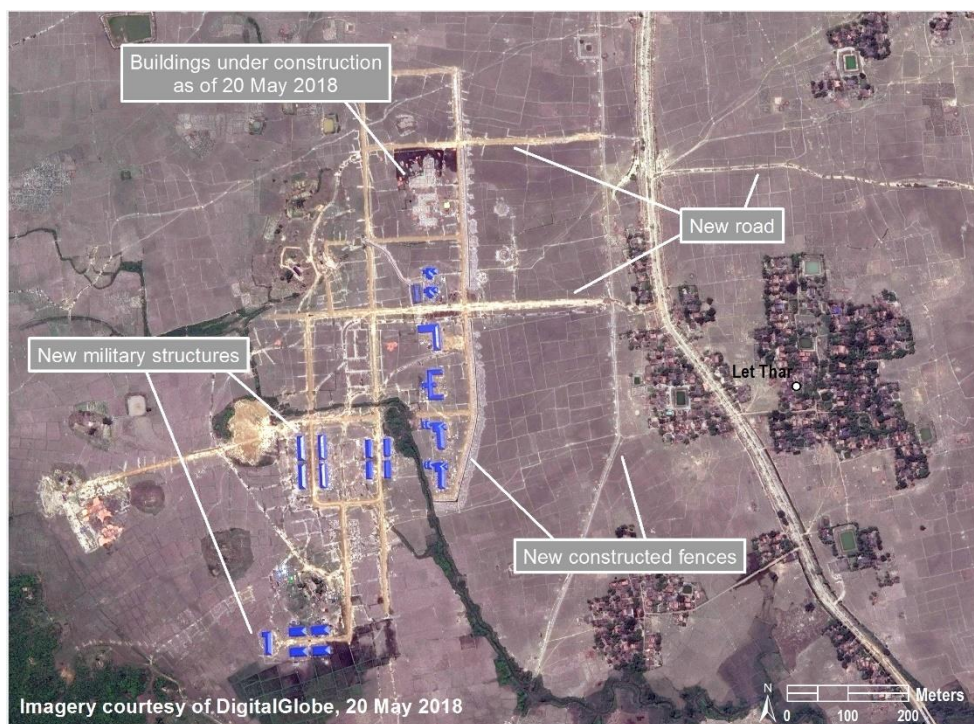 Buildings under construction
as of 20 May 2018
New road
New military structures
Let Thar
New constructed fences
Imagery courtesy of DigitalGlobe, 20 May 2018
N
Meters
0 100 200